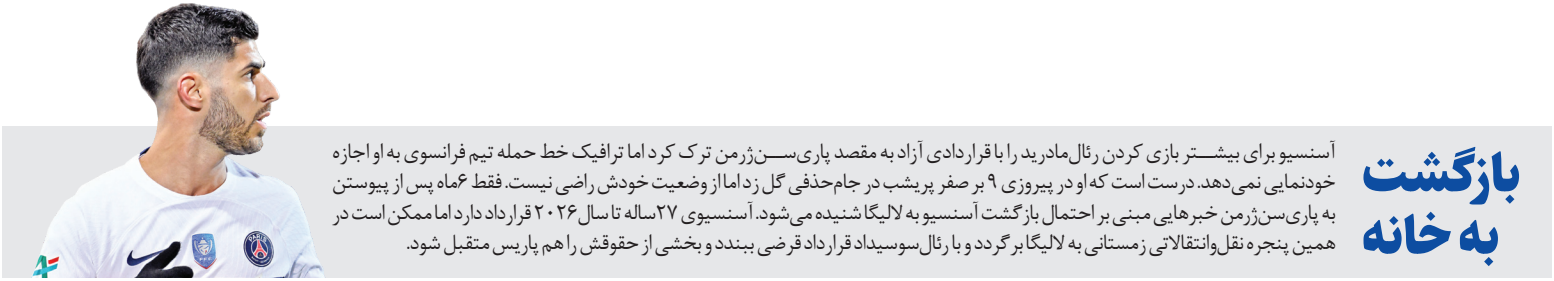 بازگشت
به خانه
آسنسیو برای بیشتر بازی کردن رئال‌مادرید را با قراردادی آزاد به مقصد پاری‌سن‌ژرمن ترک کرد اما ترافیک خط حمله تیم فرانسوی به او اجازه
خودنمایی نمی‌دهد. درست است که او در پیروزی ۹ بر صفر پریشب در جام‌حذفی گل زد اما از وضعیت خودش راضی نیست. فقط ۶ماه پس از پیوستن
به پاری‌سن‌ژرمن خبرهایی مبنی بر احتمال بازگشت آسنسیو به لالیگا شنیده می‌شود. آسنسیوی ۲۷ساله تا سال ۲۰۲۶ قرارداد دارد اما ممکن است در
همین پنجره نقل‌وانتقالاتی زمستانی به لالیگا برگردد و با رئال‌سوسیداد قرارداد قرضی ببندد و بخشی از حقوقش را هم پاریس متقبل شود.
PARIS